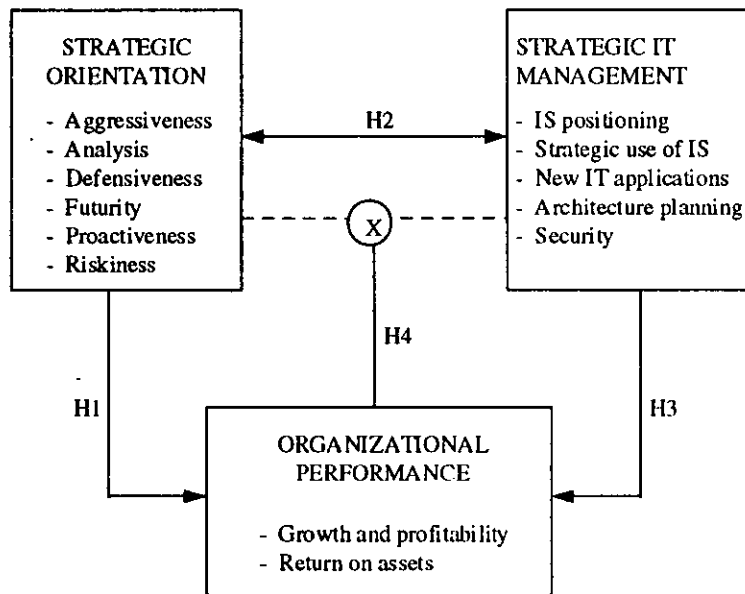 STRATEGIC
ORIENTATION
- Aggressiveness
- Analysis
- Defensiveness
- Futurity
- Proactiveness
- Riskiness
H2
STRATEGIC IT
MANAGEMENT
- IS positioning
- Strategic use of IS
- New IT applications
- Architecture planning
- Security
X
H4
H1
H3
ORGANIZATIONAL
PERFORMANCE
- Growth and profitability
- Return on assets